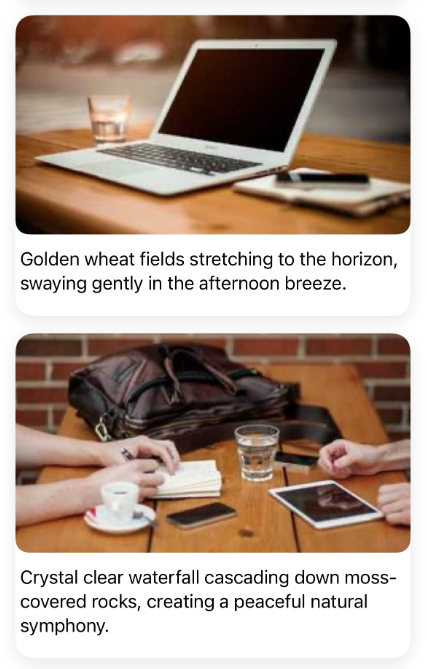 Golden wheat fields stretching to the horizon,
swaying gently in the afternoon breeze.
Crystal clear waterfall cascading down moss-
covered rocks, creating a peaceful natural
symphony.